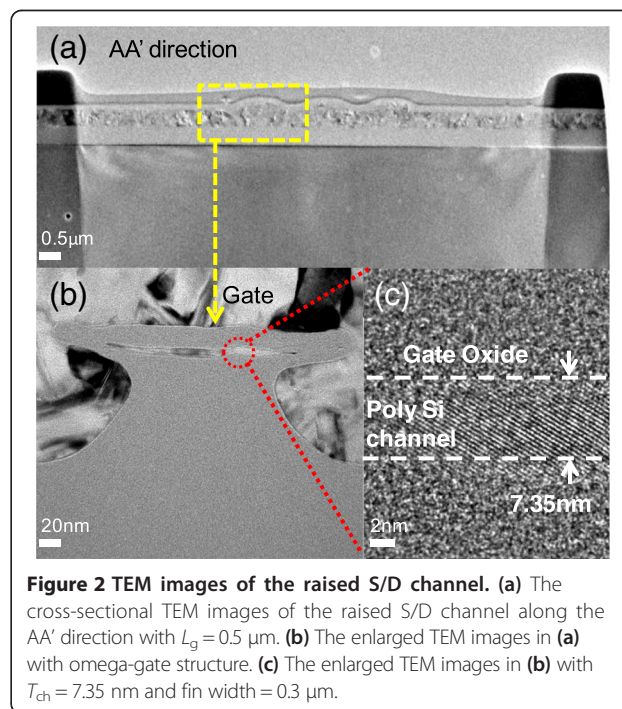 (a) AA’ direction
0.5μm
(b)
Gate
20nm
(c)
Gate Oxide
Poly Si
channel
7.35nm
2nm
Figure 2 TEM images of the raised S/D channel. (a) The
cross-sectional TEM images of the raised S/D channel along the
AA’ direction with Lg = 0.5 μm. (b) The enlarged TEM images in (a)
with omega-gate structure. (c) The enlarged TEM images in (b) with
Tch = 7.35 nm and fin width = 0.3 μm.